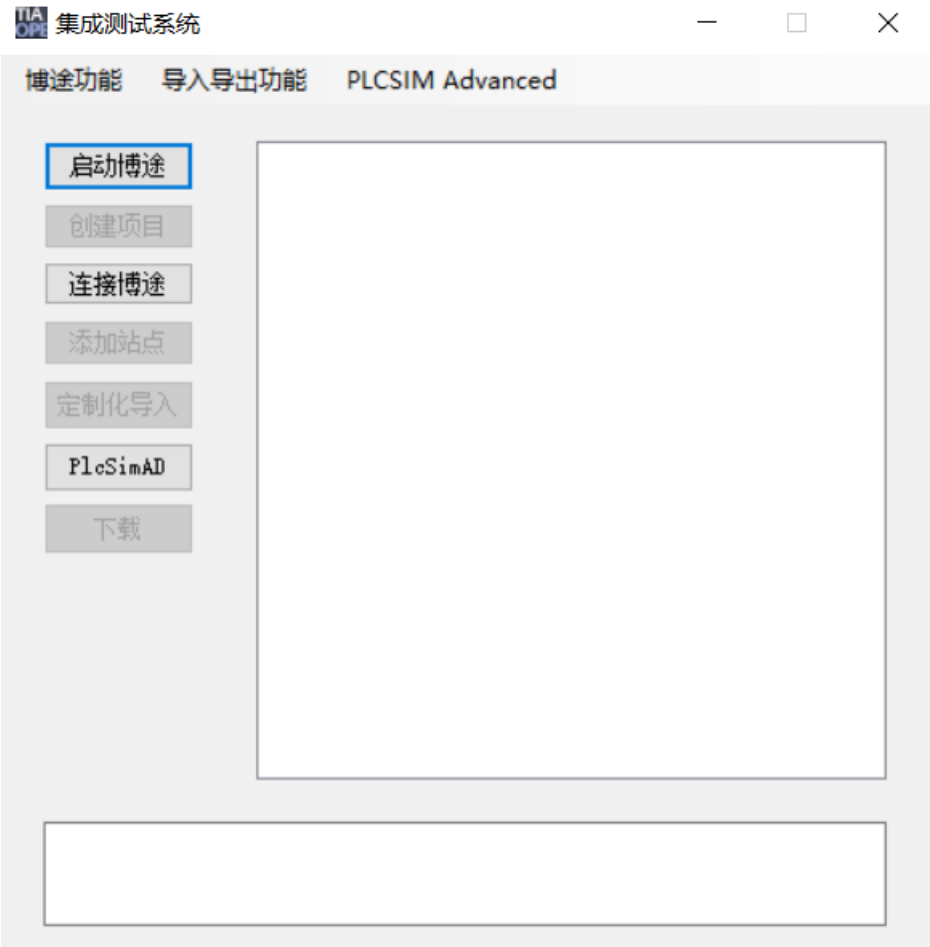 TIA
OPE
集成测试系统
博途功能 导入导出功能 PLCSIM Advanced
启动博途
创建项目
连接博途
添加站点
定制化导入
PlcSimAD
下载